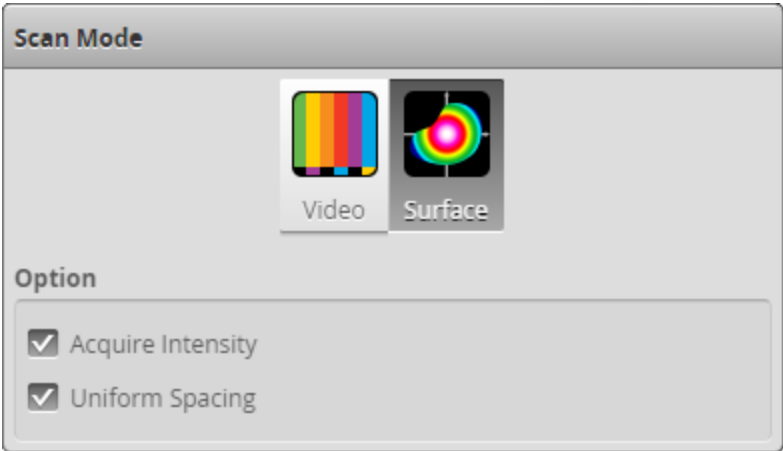 Scan Mode
Video Surface
Option
Acquire Intensity
Uniform Spacing